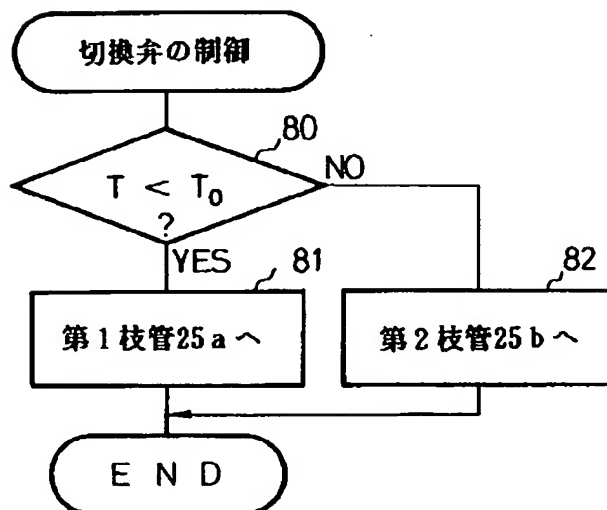 切換弁の制御
80
T < T₀
?
NO
YES
81
82
第1枝管25aへ
第2枝管25bへ
END